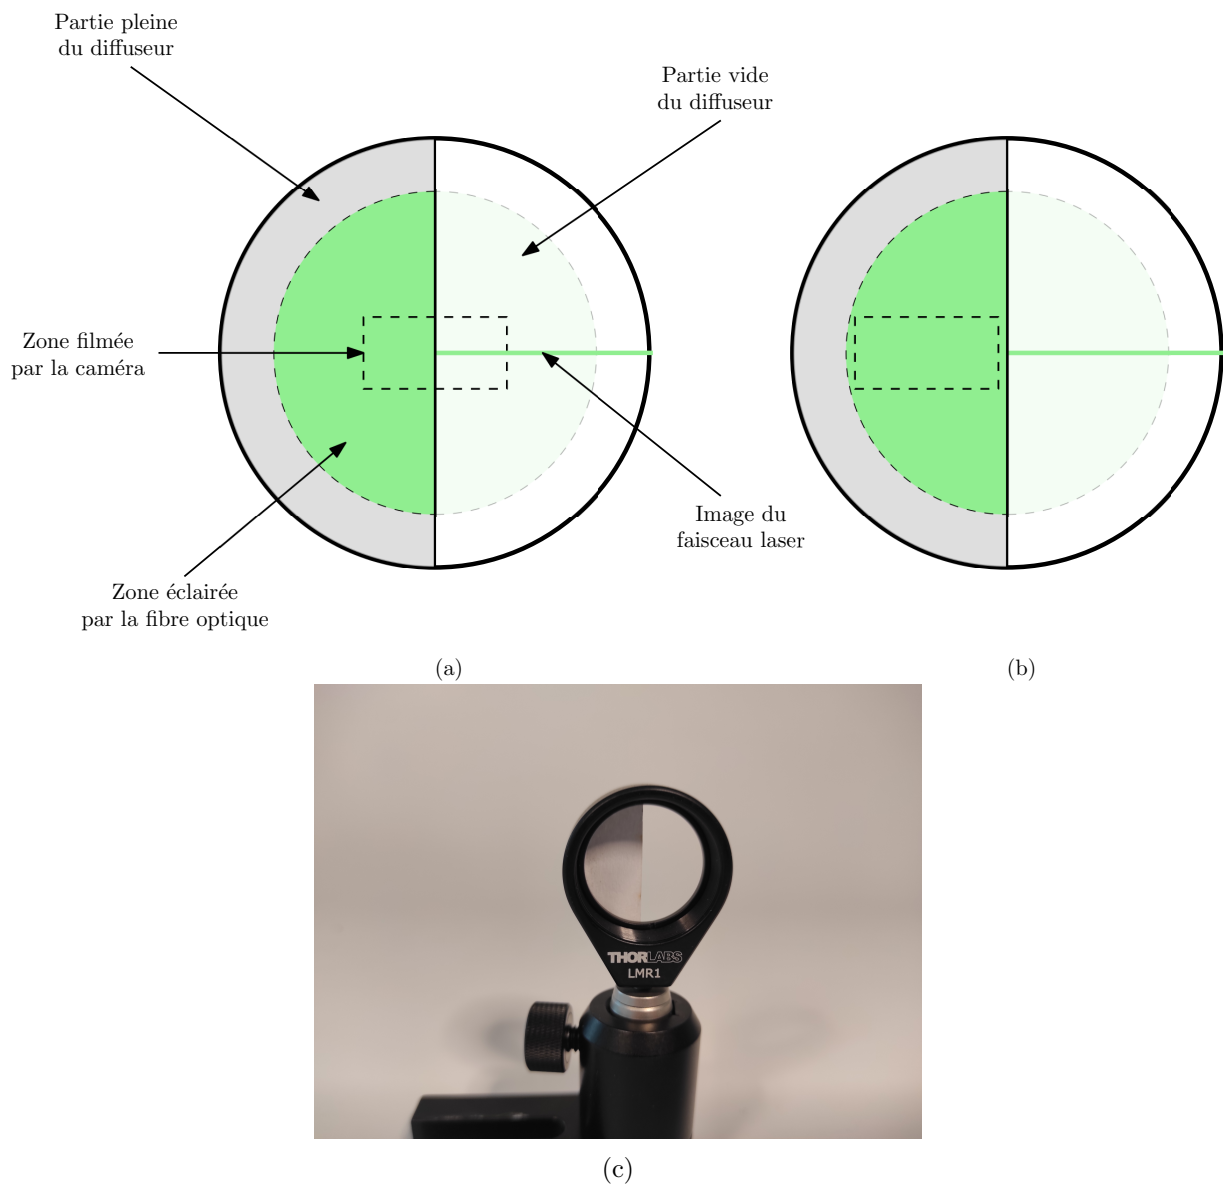 Partie pleine
du diffuseur
Partie vide
du diffuseur
Zone filmée
par la caméra
Image du
faisceau laser
Zone éclairée
par la fibre optique
(a)
(b)
THORLABS
LMR1
(c)